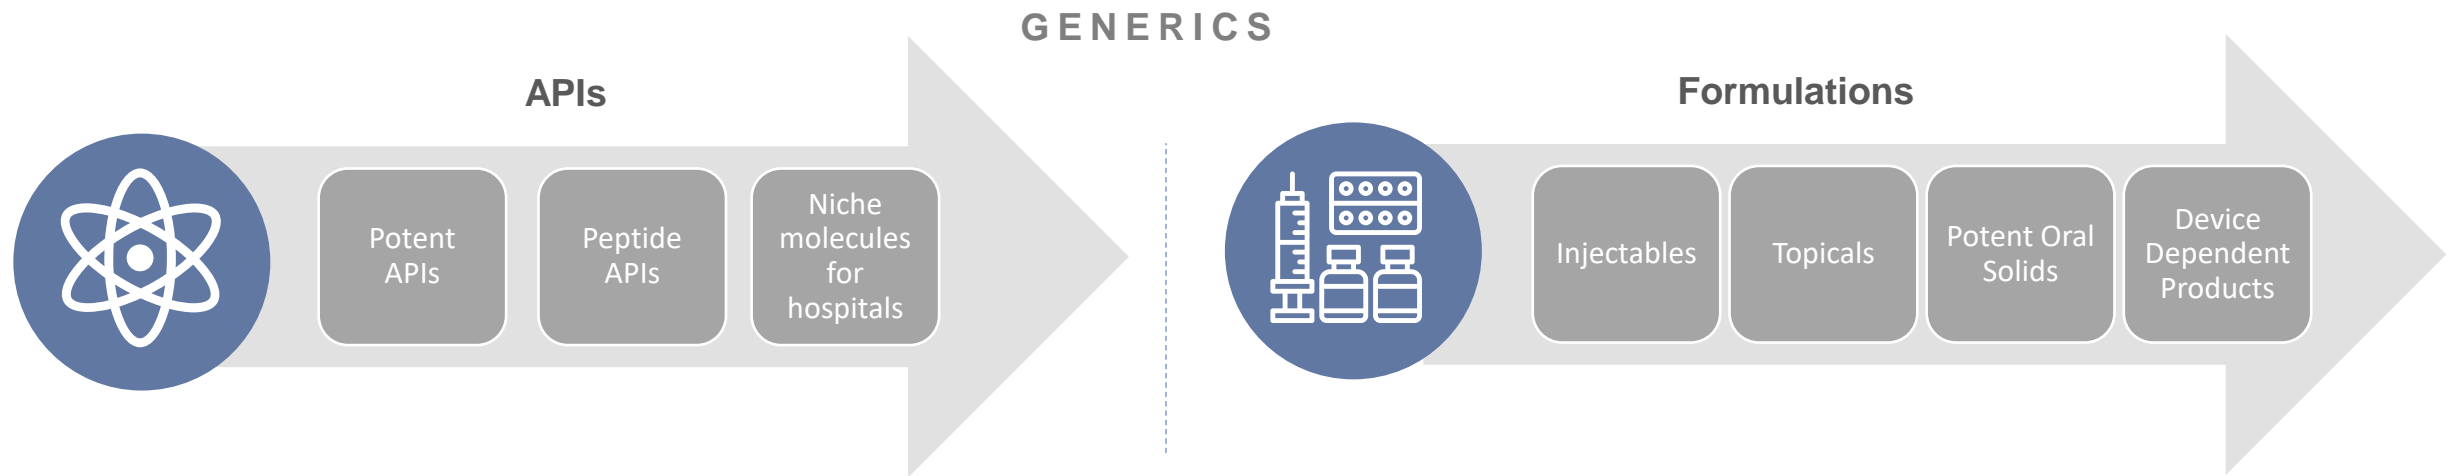 GENERICS
APIs
Potent
APIs
Peptide
APIs
Niche
molecules
for
hospitals
Formulations
Injectables
Topicals
Potent Oral
Solids
Device
Dependent
Products